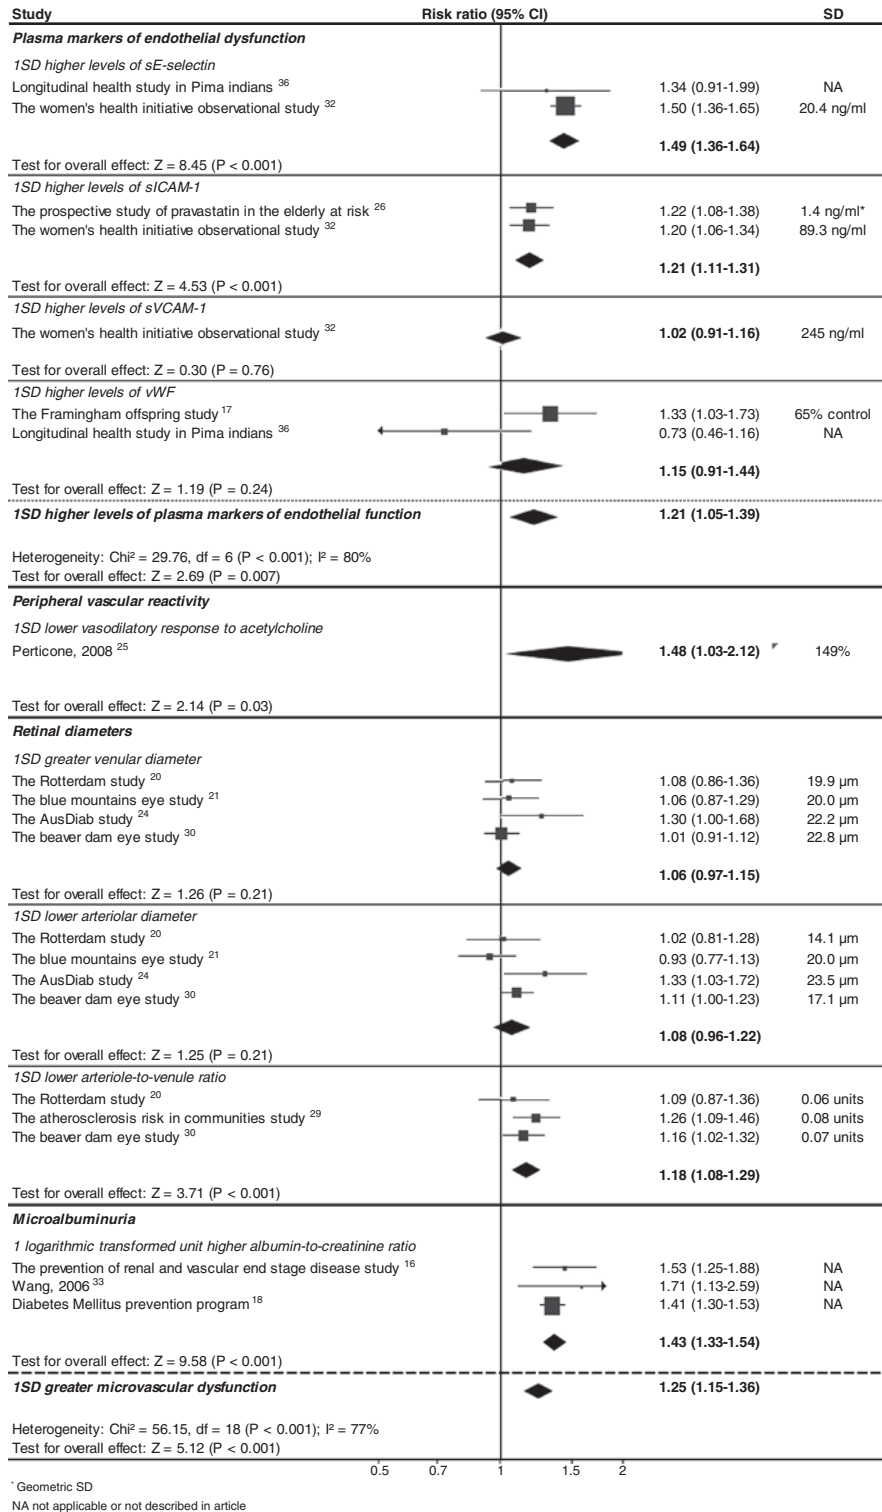 Study Risk ratio (95% CI) SD
Plasma markers of endothelial dysfunction
1SD higher levels of sE-selectin
Longitudinal health study in Pima indians 36 1.34 (0.91-1.99) NA
The women's health initiative observational study 32 1.50 (1.36-1.65) 20.4 ng/ml
1.49 (1.36-1.64)
Test for overall effect: Z = 8.45 (P < 0.001)
1SD higher levels of sICAM-1
The prospective study of pravastatin in the elderly at risk 26 1.22 (1.08-1.38) 1.4 ng/ml*
The women's health initiative observational study 32 1.20 (1.06-1.34) 89.3 ng/ml
1.21 (1.11-1.31)
Test for overall effect: Z = 4.53 (P < 0.001)
1SD higher levels of sVCAM-1
The women's health initiative observational study 32 1.02 (0.91-1.16) 245 ng/ml
Test for overall effect: Z = 0.30 (P = 0.76)
1SD higher levels of vWF
The Framingham offspring study 17 1.33 (1.03-1.73) 65% control
Longitudinal health study in Pima indians 36 0.73 (0.46-1.16) NA
1.15 (0.91-1.44)
Test for overall effect: Z = 1.19 (P = 0.24)
1SD higher levels of plasma markers of endothelial function 1.21 (1.05-1.39)
Heterogeneity: Chi² = 29.76, df = 6 (P < 0.001); I² = 80%
Test for overall effect: Z = 2.69 (P = 0.007)
Peripheral vascular reactivity
1SD lower vasodilatory response to acetylcholine
Perticone, 2008 25 1.48 (1.03-2.12) 149%
Test for overall effect: Z = 2.14 (P = 0.03)
Retinal diameters
1SD greater venular diameter
The Rotterdam study 20 1.08 (0.86-1.36) 19.9 µm
The blue mountains eye study 21 1.06 (0.87-1.29) 20.0 µm
The AusDiab study 24 1.30 (1.00-1.68) 22.2 µm
The beaver dam eye study 30 1.01 (0.91-1.12) 22.8 µm
1.06 (0.97-1.15)
Test for overall effect: Z = 1.26 (P = 0.21)
1SD lower arteriolar diameter
The Rotterdam study 20 1.02 (0.81-1.28) 14.1 µm
The blue mountains eye study 21 0.93 (0.77-1.13) 20.0 µm
The AusDiab study 24 1.33 (1.03-1.72) 23.5 µm
The beaver dam eye study 30 1.11 (1.00-1.23) 17.1 µm
1.08 (0.96-1.22)
Test for overall effect: Z = 1.25 (P = 0.21)
1SD lower arteriole-to-venule ratio
The Rotterdam study 20 1.09 (0.87-1.36) 0.06 units
The atherosclerosis risk in communities study 29 1.26 (1.09-1.46) 0.08 units
The beaver dam eye study 30 1.16 (1.02-1.32) 0.07 units
1.18 (1.08-1.29)
Test for overall effect: Z = 3.71 (P < 0.001)
Microalbuminuria
1 logarithmic transformed unit higher albumin-to-creatinine ratio
The prevention of renal and vascular end stage disease study 16 1.53 (1.25-1.88) NA
Wang, 2006 33 1.71 (1.13-2.59) NA
Diabetes Mellitus prevention program 18 1.41 (1.30-1.53) NA
1.43 (1.33-1.54)
Test for overall effect: Z = 9.58 (P < 0.001)
1SD greater microvascular dysfunction 1.25 (1.15-1.36)
Heterogeneity: Chi² = 56.15, df = 18 (P < 0.001); I² = 77%
Test for overall effect: Z = 5.12 (P < 0.001)
0.5 0.7 1 1.5 2
* Geometric SD
NA not applicable or not described in article